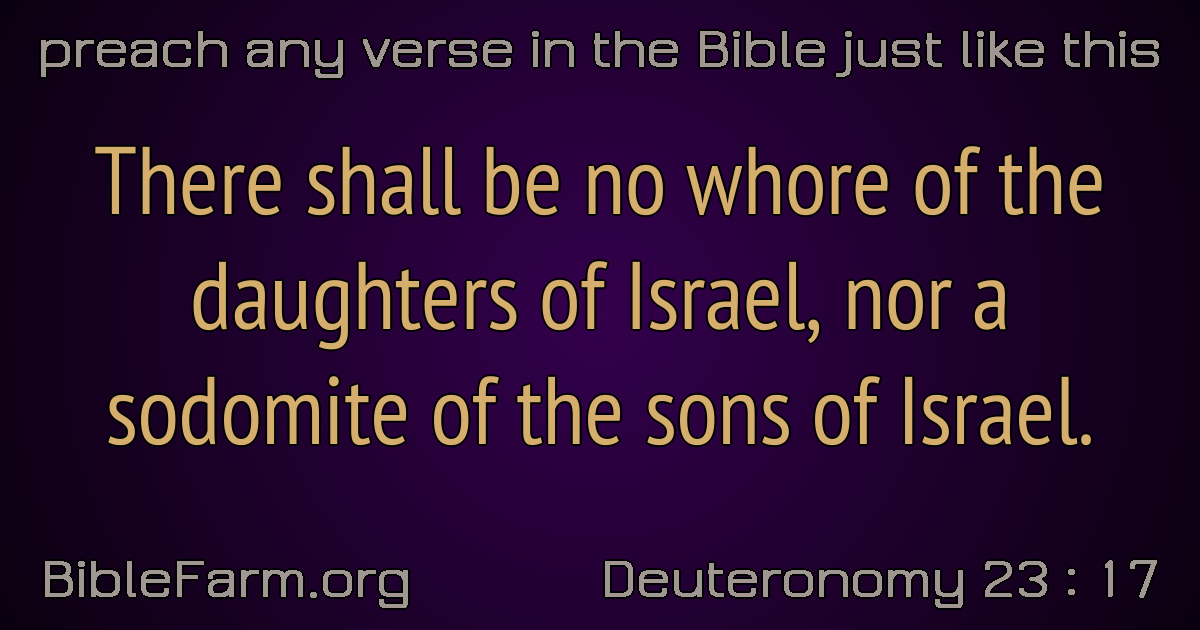 preach any verse in the Bible just like this
There shall be no whore of the
daughters of Israel, nor a
sodomite of the sons of Israel.
BibleFarm.org
Deuteronomy 23 : 17